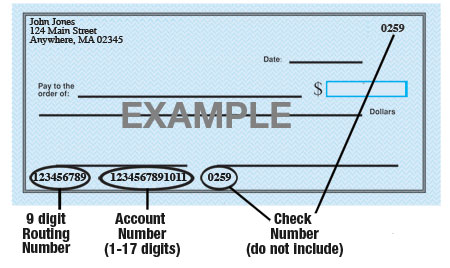 John Jones
124 Main Street
Anywhere, MA 02345
0259
Date:
Pay to the
order of:
$
EXAMPLE
Dollars
123456789 1234567891011 0259
9 digit
Routing
Number
Account
Number
(1-17 digits)
Check
Number
(do not include)